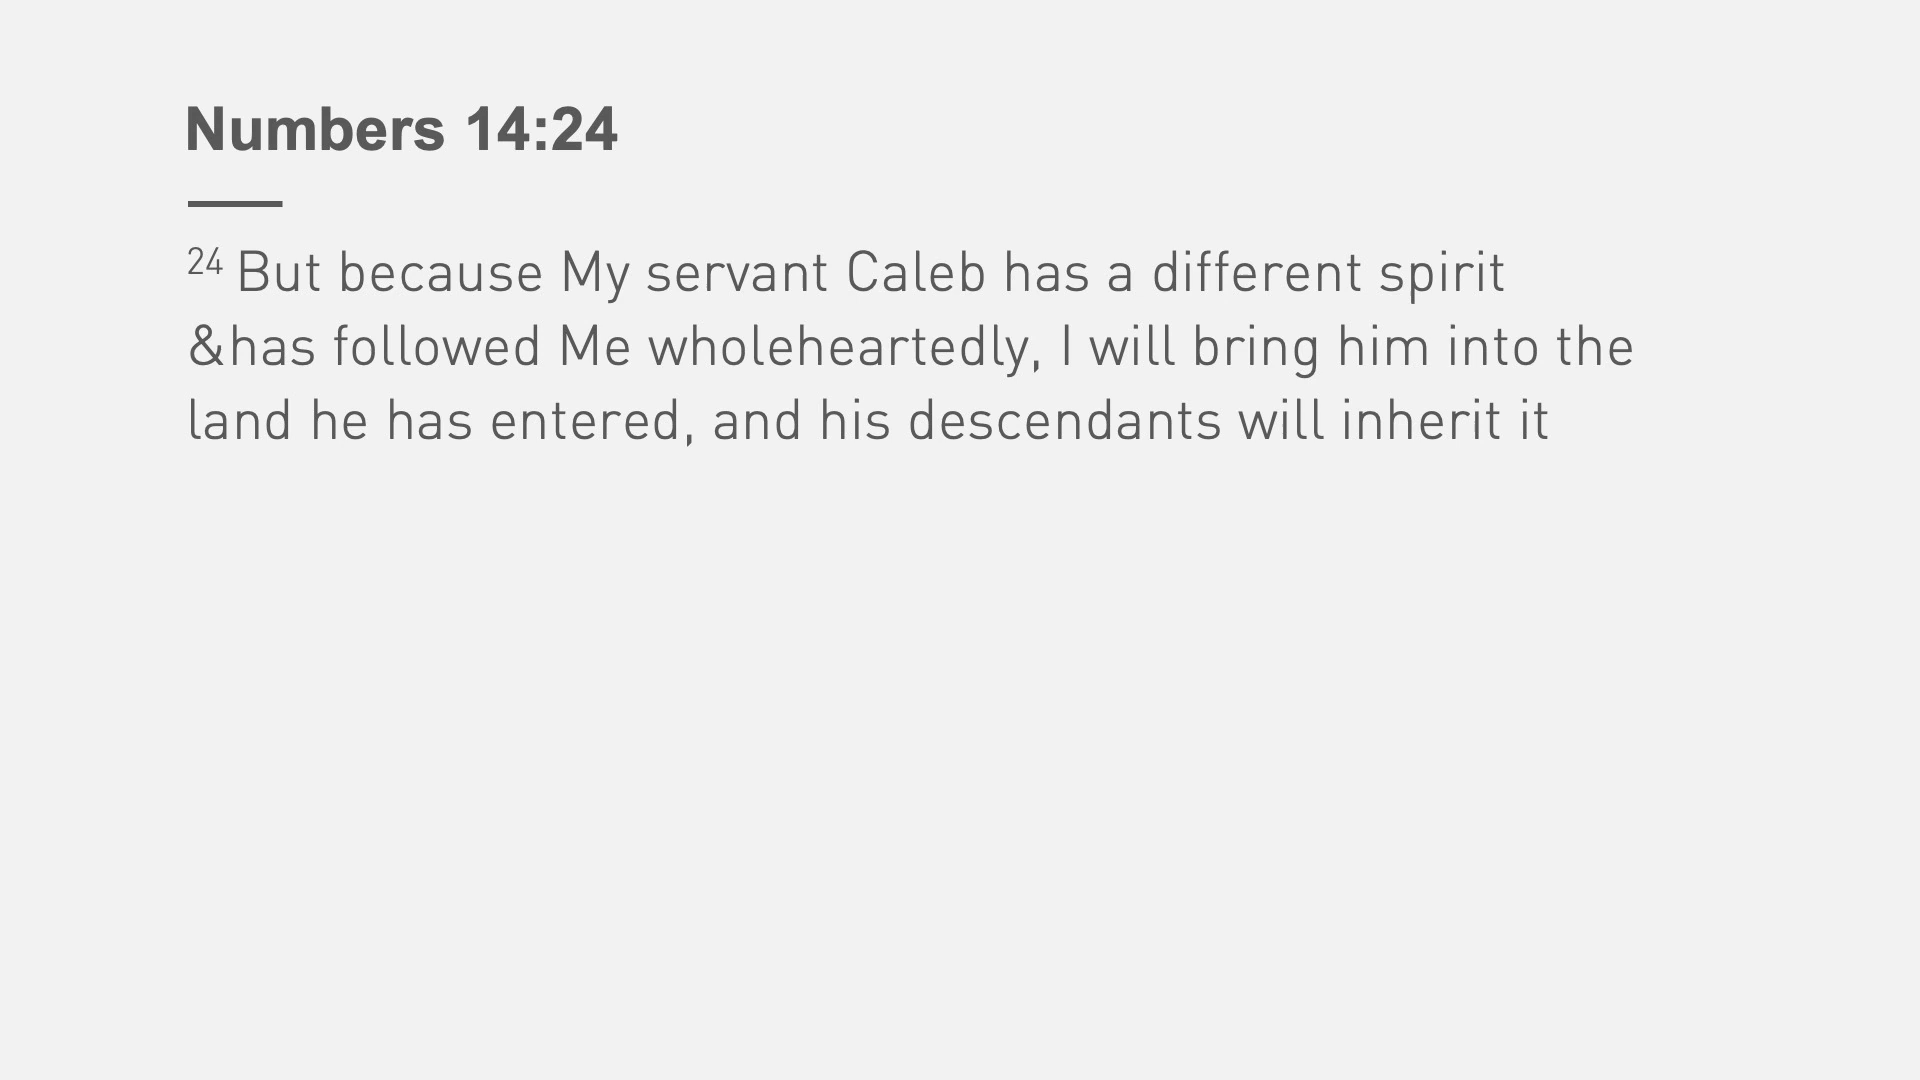 Numbers 14:24
24 But because My servant Caleb has a different spirit
&has followed Me wholeheartedly, I will bring him into the
land he has entered, and his descendants will inherit it